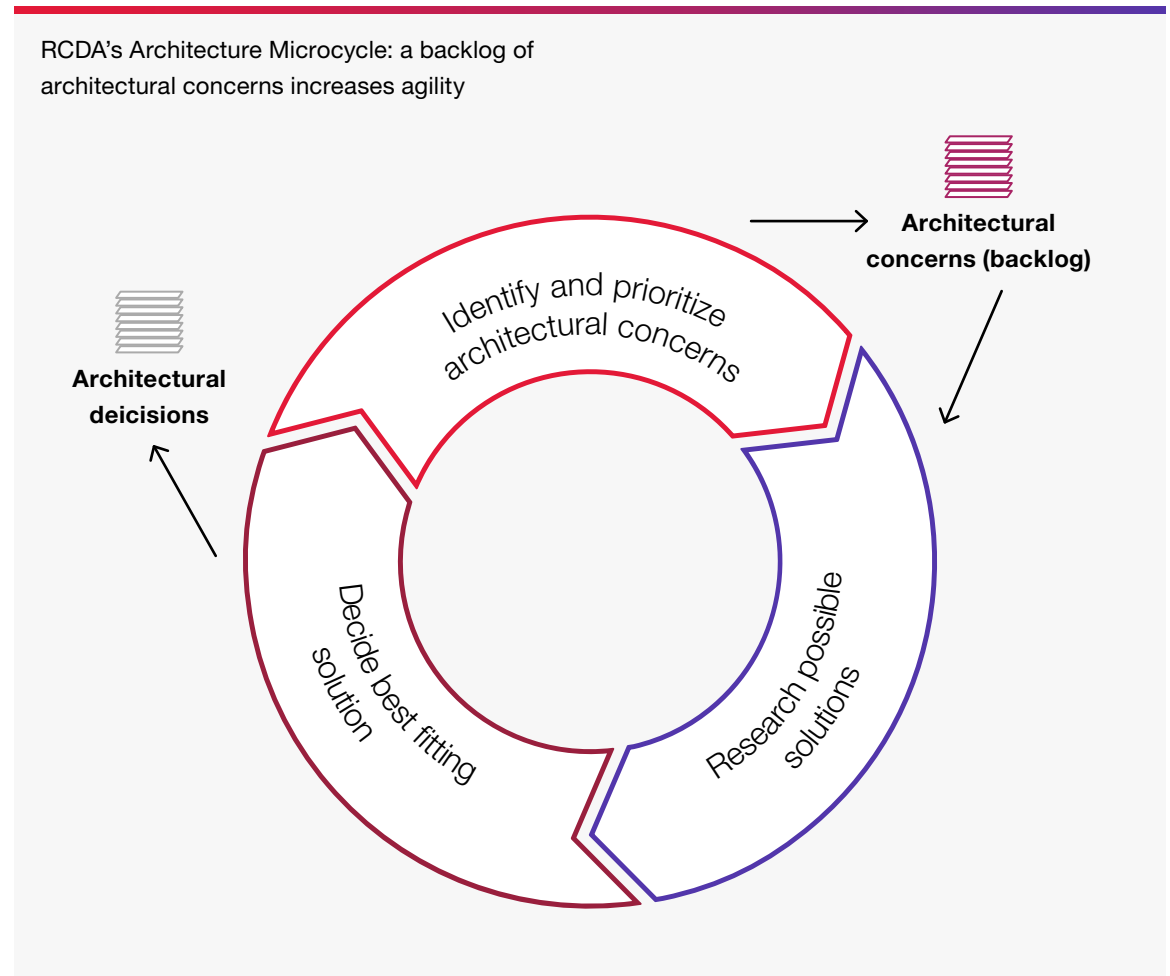 RCDA's Architecture Microcycle: a backlog of
architectural concerns increases agility
Architectural
concerns (backlog)
Identify and prioritize
architectural concerns
Architectural
deicisions
Decide best fitting
solution
Research possible
solutions